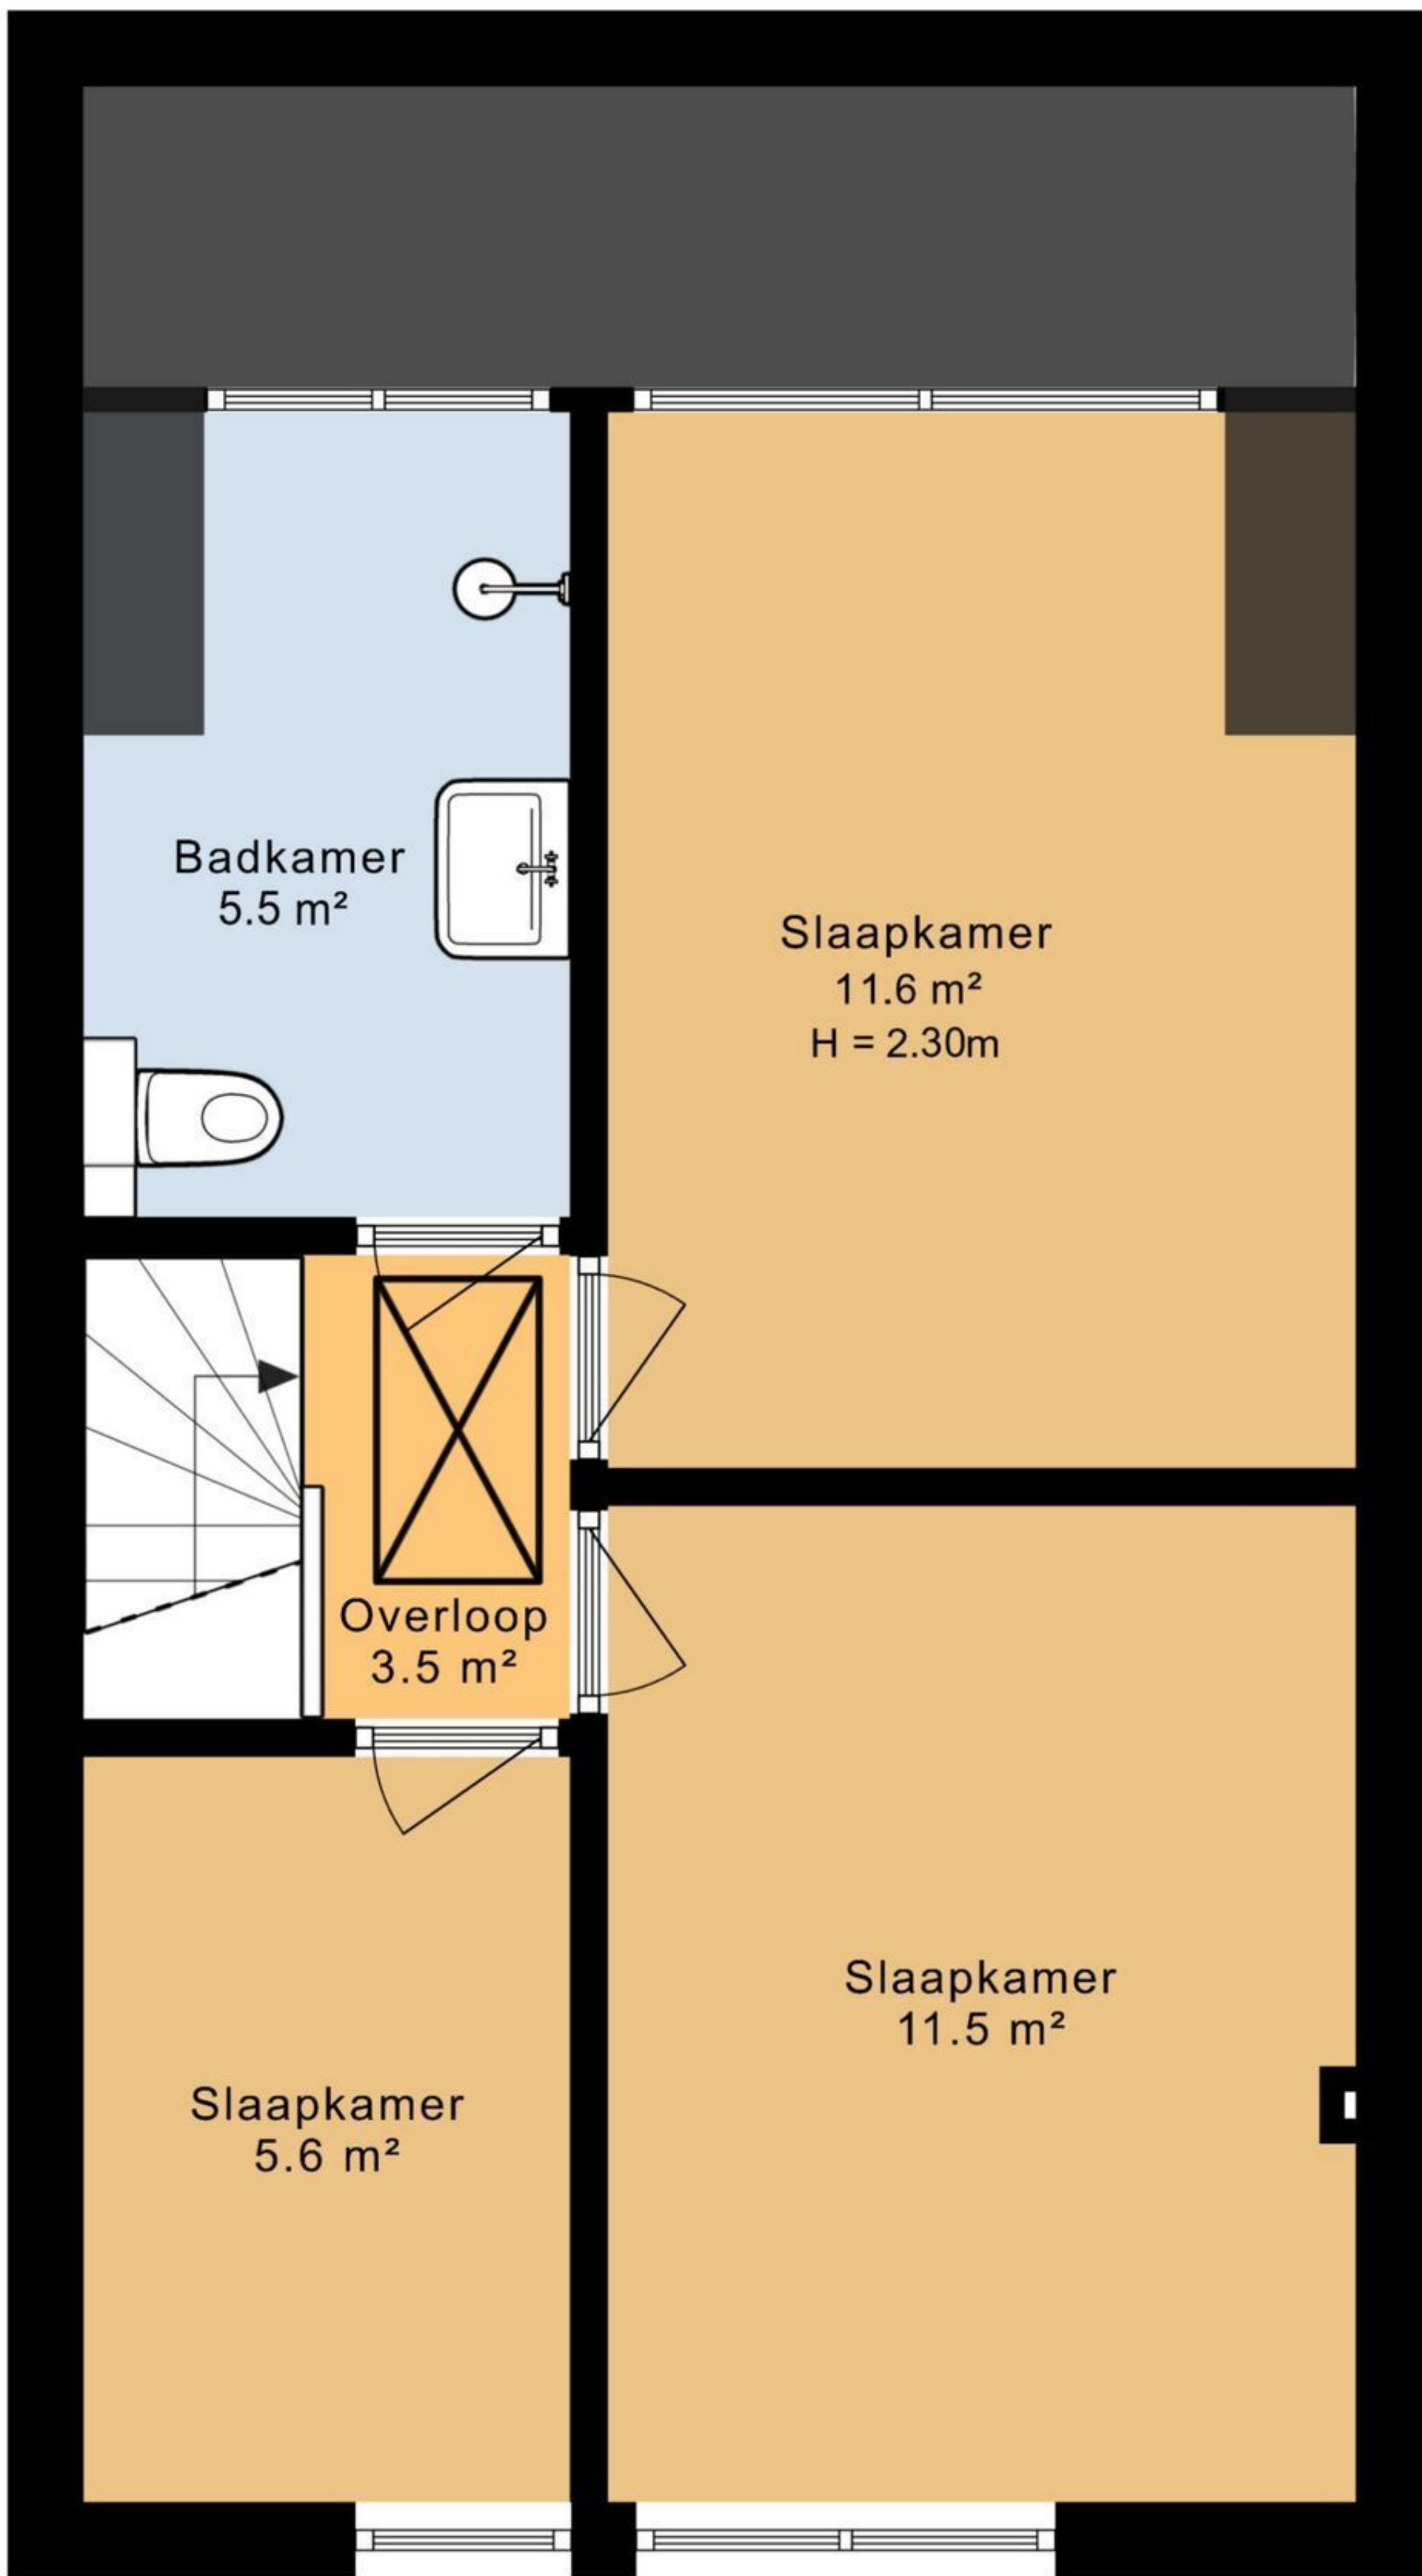 Badkamer
5.5 m²
Slaapkamer
11.6 m²
H = 2.30m
Overloop
3.5 m²
Slaapkamer
11.5 m²
Slaapkamer
5.6 m²